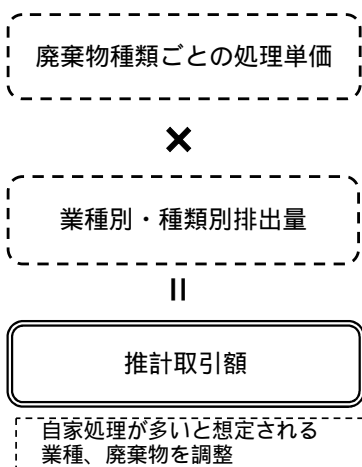 廃棄物種類ごとの処理単価
×
業種別・種類別排出量
=
推計取引額
自家処理が多いと想定される
業種、廃棄物を調整